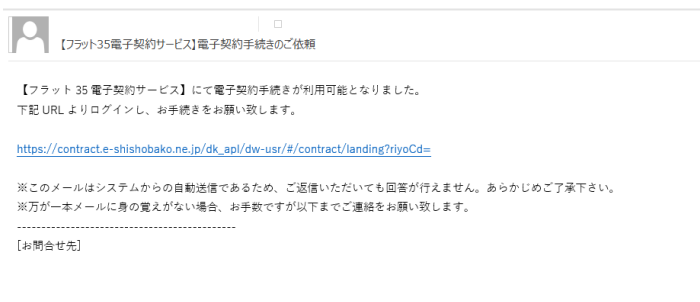 【フラット35電子契約サービス】電子契約手続きのご依頼
【フラット 35 電子契約サービス】にて電子契約手続きが利用可能となりました。
下記 URL よりログインし、お手続きをお願い致します。
https://contract.e-shishobako.ne.jp/dk_apl/dw-usr/#/contract/landing?riyoCd=
※このメールはシステムからの自動送信であるため、ご返信いただいても回答が行えません。あらかじめご了承下さい。
※万が一本メールに身の覚えがない場合、お手数ですが以下までご連絡をお願い致します。
--------------------------------------------
[お問合せ先]